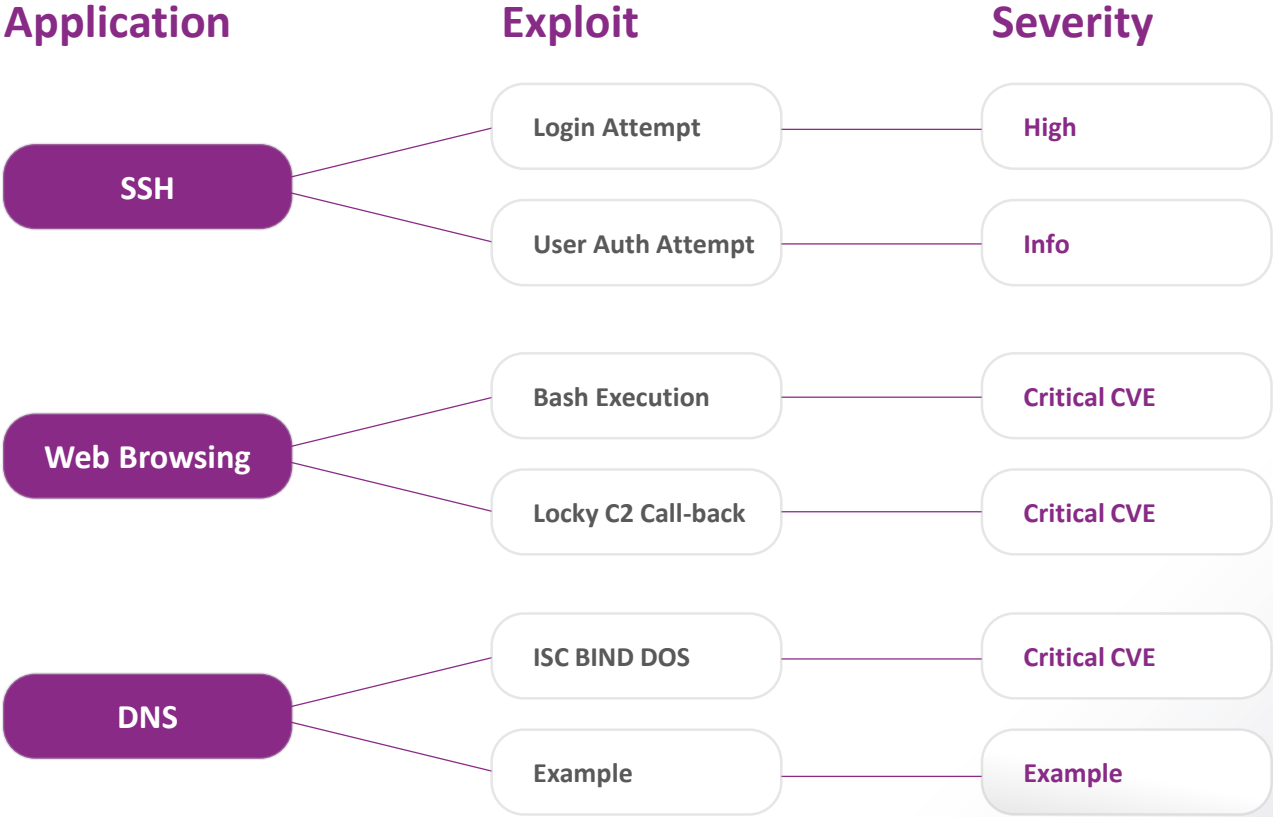 Application Exploit Severity
SSH
Login Attempt High
User Auth Attempt Info
Web Browsing
Bash Execution Critical CVE
Locky C2 Call-back Critical CVE
DNS
ISC BIND DOS Critical CVE
Example Example